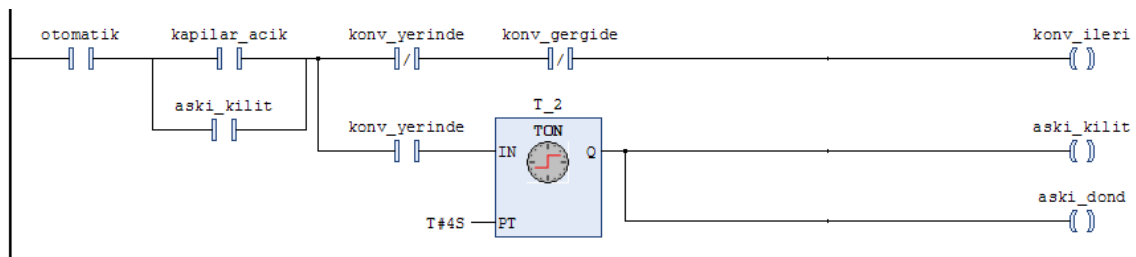 otomatik kapilar_acik konv_yerinde konv_gergide konv_ileri
aski_kilit
T_2
konv_yerinde TON aski_kilit
IN Q
aski_dond
T#4S PT